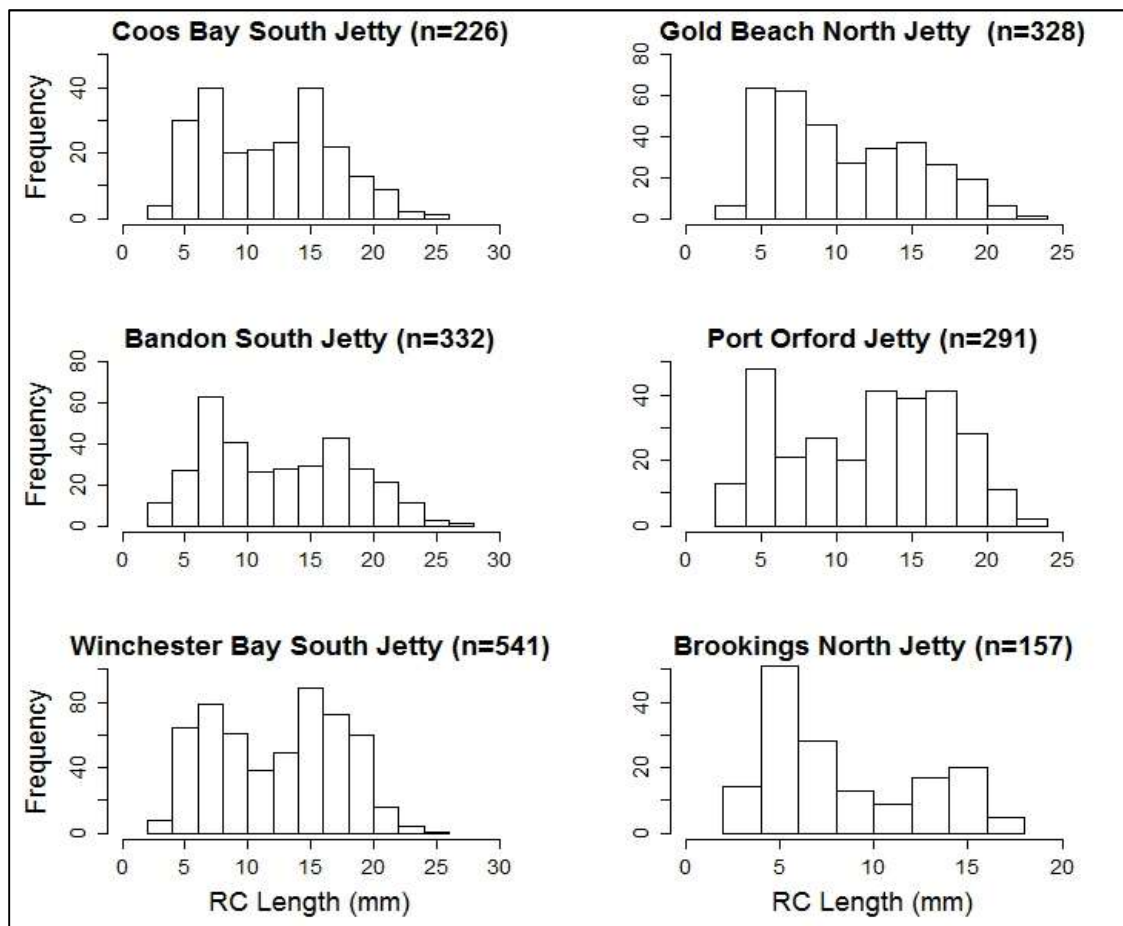 Coos Bay South Jetty (n=226)
Frequency
0 20 40
0 5 10 15 20 25 30
Gold Beach North Jetty (n=328)
0 20 40 60 80
0 5 10 15 20 25
Bandon South Jetty (n=332)
Frequency
0 20 40 60 80
0 5 10 15 20 25 30
Port Orford Jetty (n=291)
0 20 40
0 5 10 15 20 25
Winchester Bay South Jetty (n=541)
Frequency
0 40 80
0 5 10 15 20 25 30
RC Length (mm)
Brookings North Jetty (n=157)
0 20 40
0 5 10 15 20
RC Length (mm)